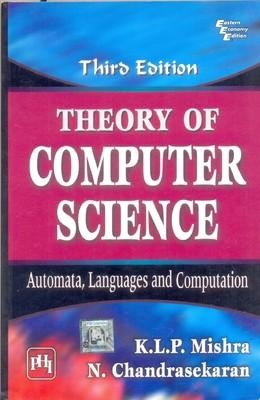 Eastern
Economy
Edition
Third Edition
THEORY OF
COMPUTER
SCIENCE
Automata, Languages and Computation
K.L.P. Mishra
N. Chandrasekaran
PHI